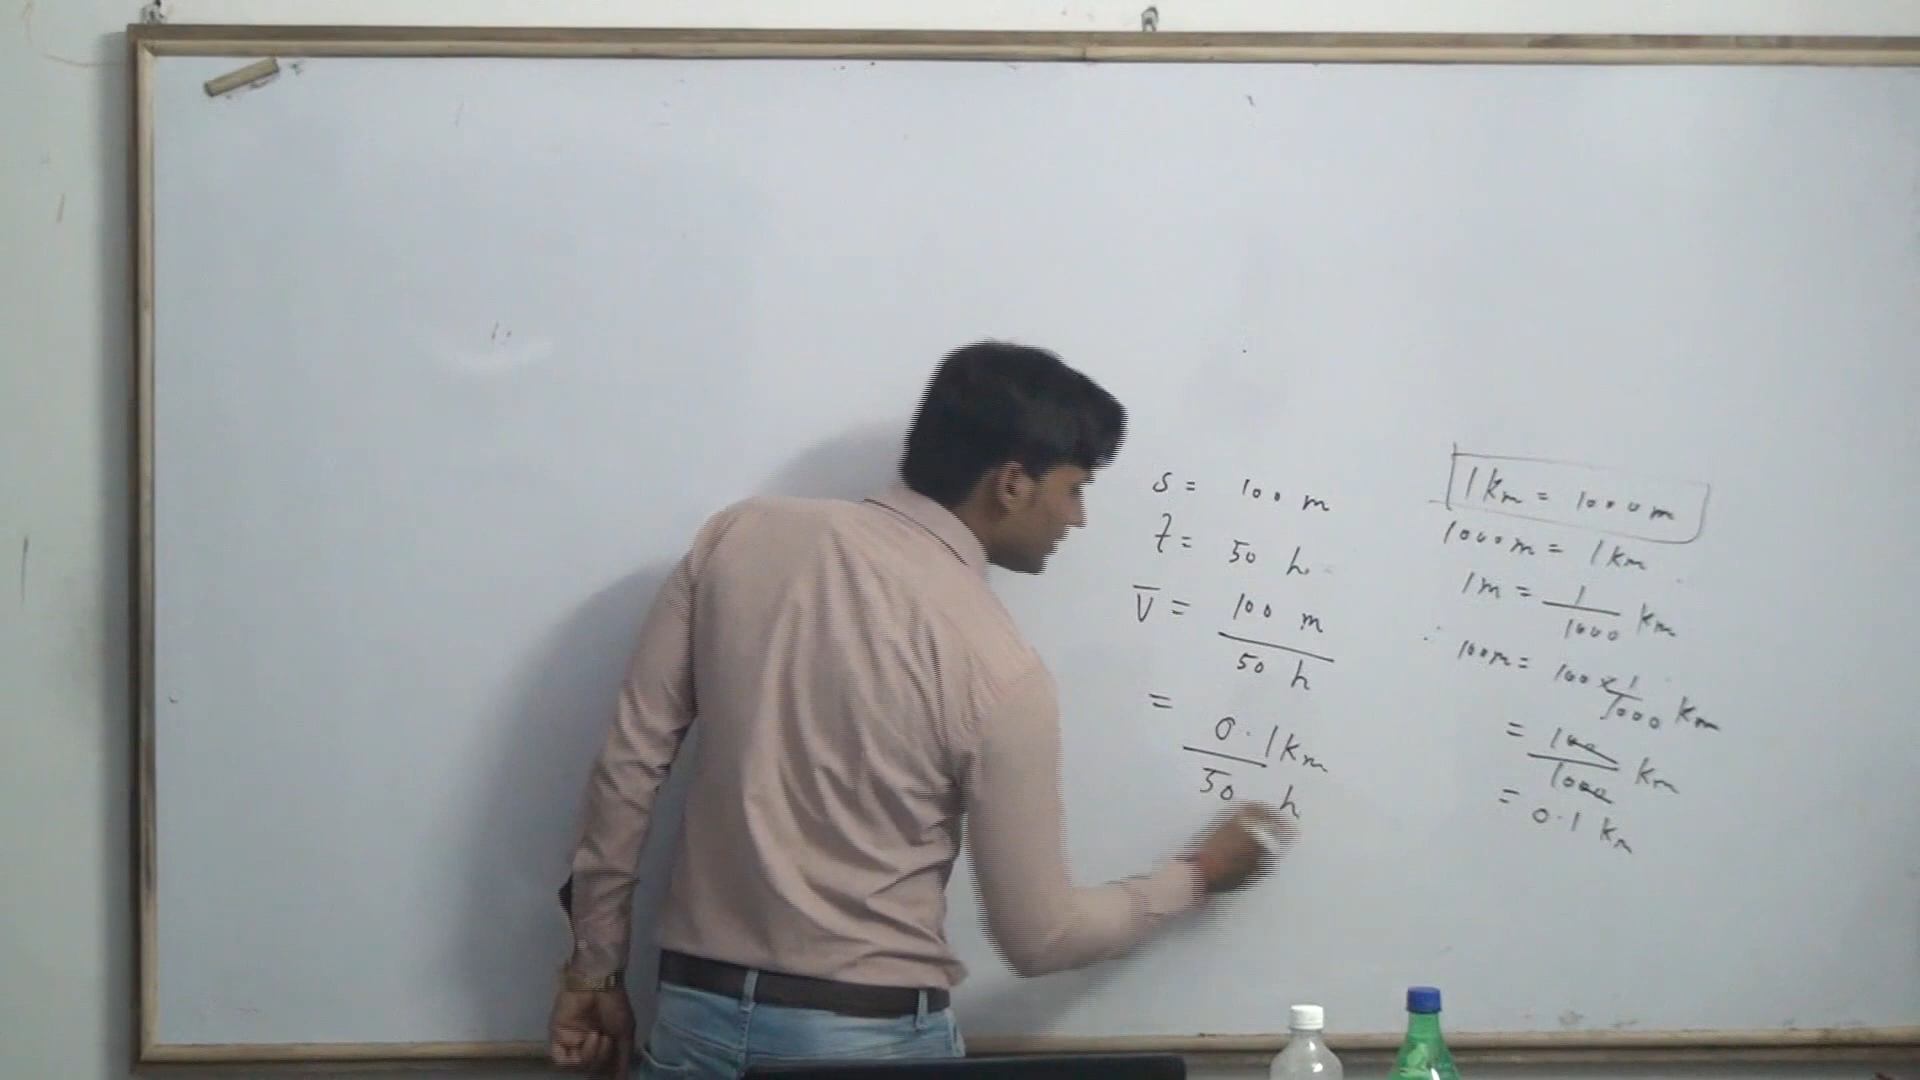 S = 100 m
t = 50 h
V̅ = 100 m / 50 h
= 0.1 km / 50 h
1 km = 1000 m
1000 m = 1 km
1 m = 1 / 1000 km
∴ 100 m = 100 × 1 / 1000 km
= 100 / 1000 km
= 0.1 km